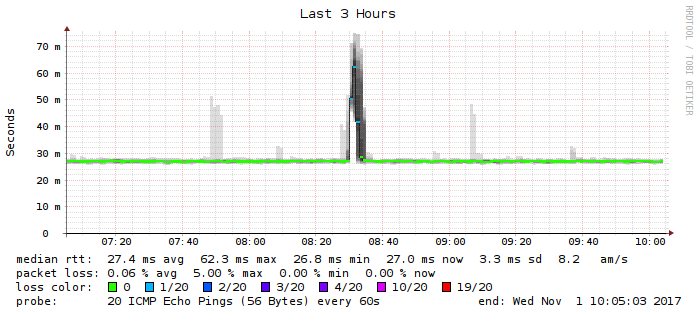 Last 3 Hours
RRDTOOL / TOBI OETIKER
Seconds
70 m
60 m
50 m
40 m
30 m
20 m
10 m
0
07:20 07:40 08:00 08:20 08:40 09:00 09:20 09:40 10:00
median rtt: 27.4 ms avg 62.3 ms max 26.8 ms min 27.0 ms now 3.3 ms sd 8.2 am/s
packet loss: 0.06 % avg 5.00 % max 0.00 % min 0.00 % now
loss color: 0 1/20 2/20 3/20 4/20 10/20 19/20
probe: 20 ICMP Echo Pings (56 Bytes) every 60s end: Wed Nov 1 10:05:03 2017